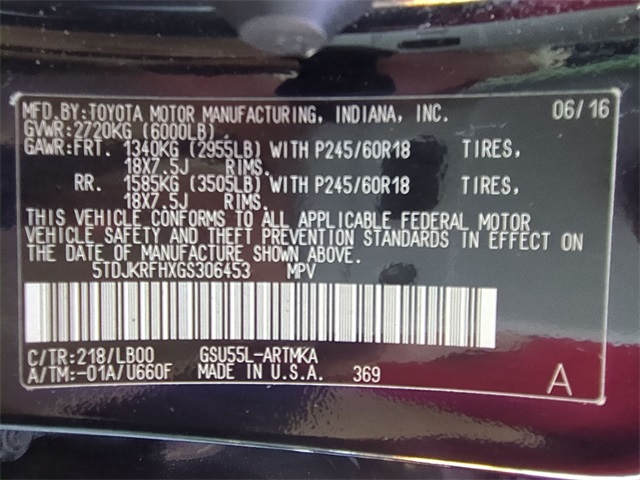 MFD.BY:TOYOTA MOTOR MANUFACTURING, INDIANA, INC. 06/16
GVWR:2720KG (6000LB)
GAWR:FRT. 1340KG (2955LB) WITH P245/60R18 TIRES,
18X7.5J RIMS.
RR. 1585KG (3505LB) WITH P245/60R18 TIRES,
18X7.5J RIMS.
THIS VEHICLE CONFORMS TO ALL APPLICABLE FEDERAL MOTOR
VEHICLE SAFETY AND THEFT PREVENTION STANDARDS IN EFFECT ON
THE DATE OF MANUFACTURE SHOWN ABOVE.
5TDJKRFHXGS306453 MPV
C/TR:218/LB00 GSU55L-ARTMKA
A/TM:-01A/U660F MADE IN U.S.A. 369 A